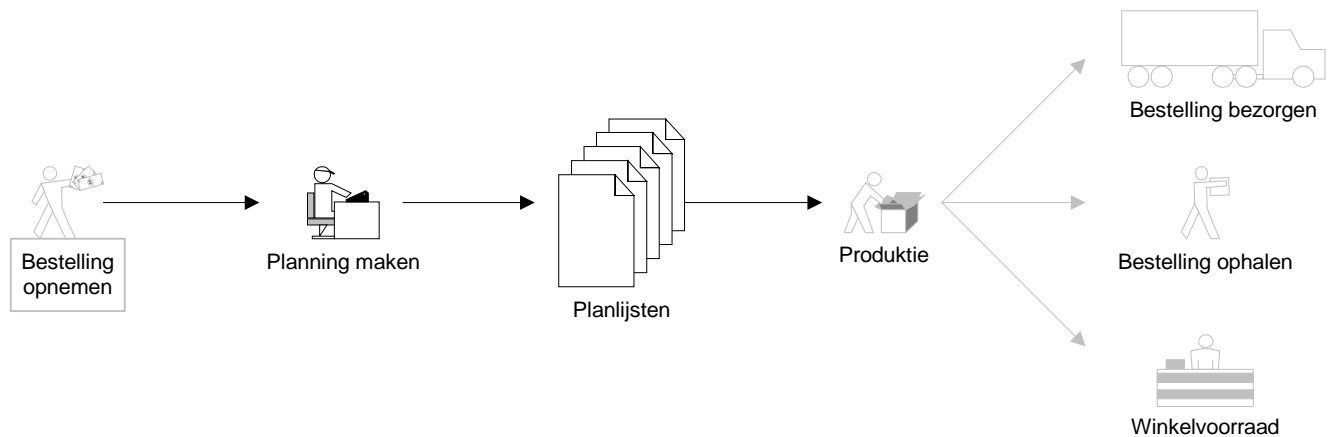 Bestelling
opnemen
Planning maken
Planlijsten
Produktie
Bestelling bezorgen
Bestelling ophalen
Winkelvoorraad